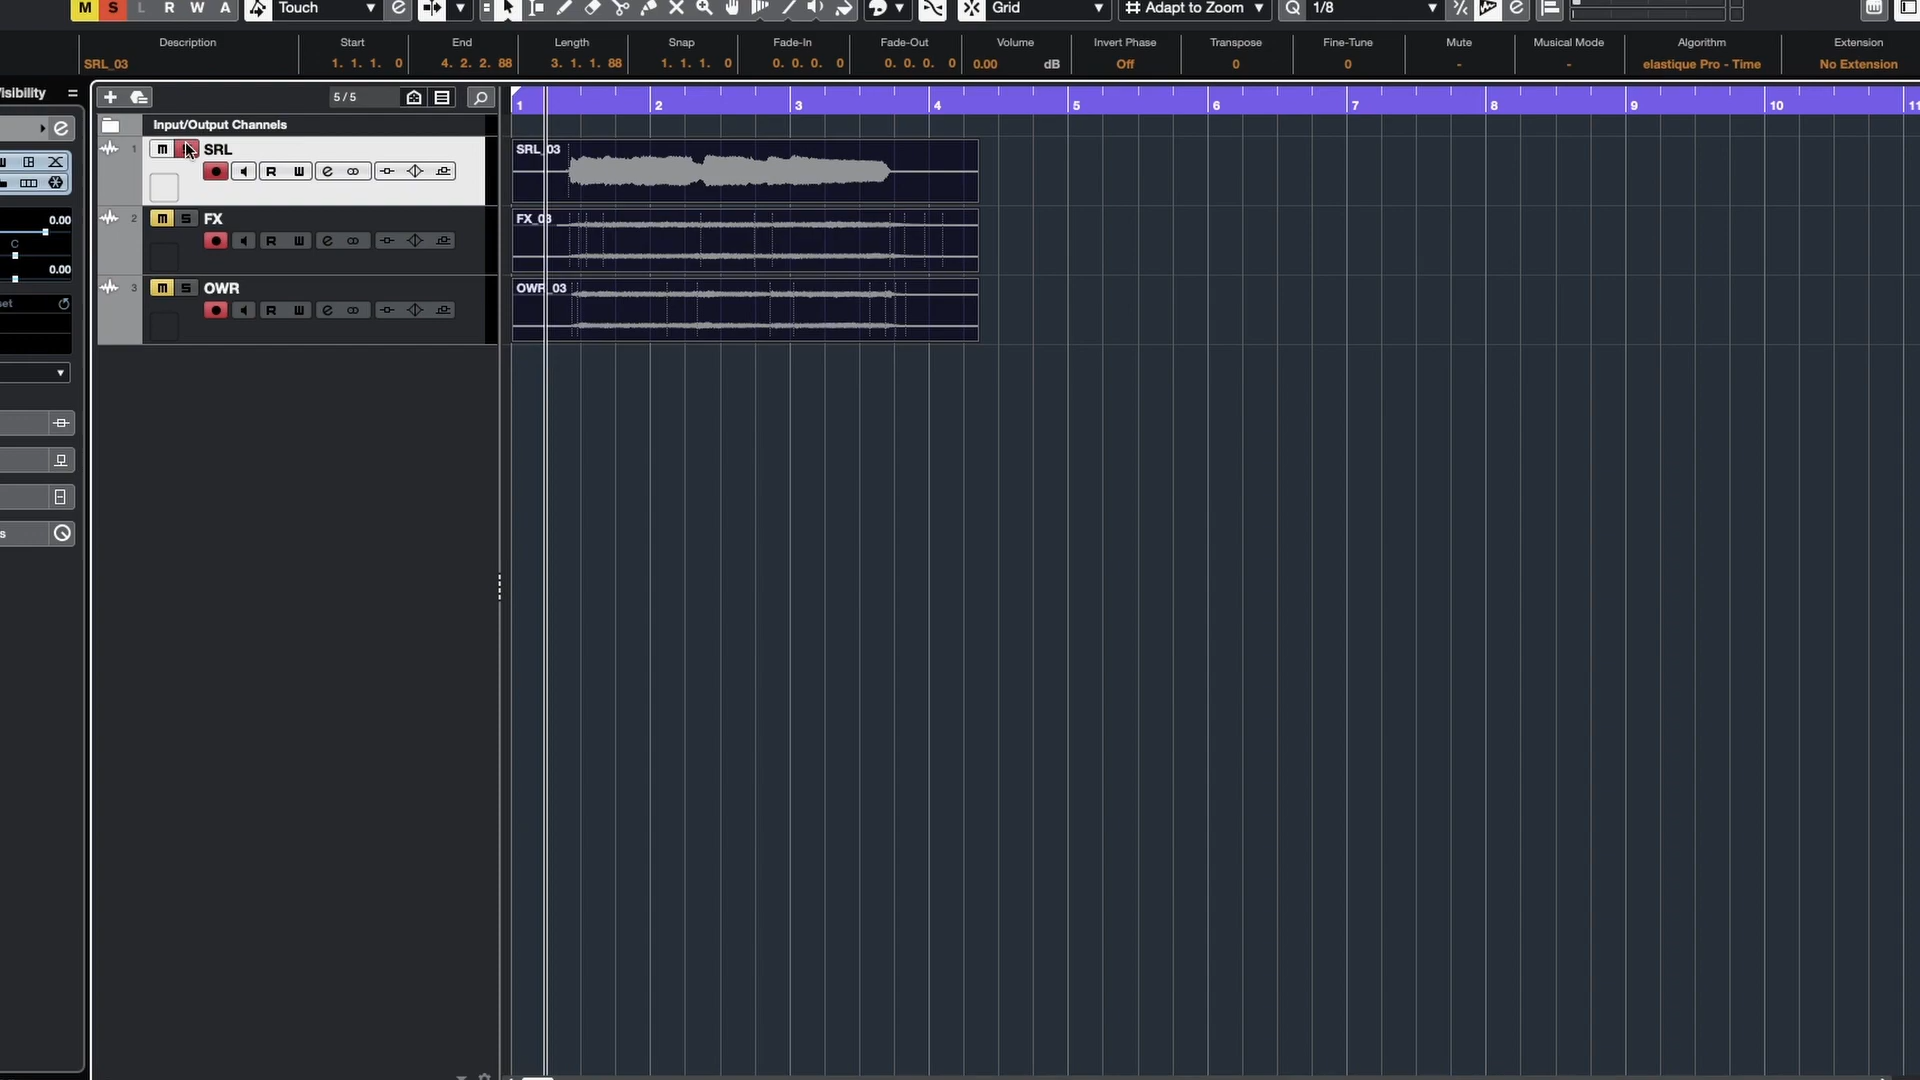 M S L R W A Touch Grid Adapt to Zoom 1/8
Description Start End Length Snap Fade-In Fade-Out Volume Invert Phase Transpose Fine-Tune Mute Musical Mode Algorithm Extension
SRL_03 1. 1. 1. 0 4. 2. 2. 88 3. 1. 1. 88 1. 1. 1. 0 0. 0. 0. 0 0. 0. 0. 0 0.00 dB Off 0 0 - - elastique Pro - Time No Extension
isibility 5 / 5
1 2 3 4 5 6 7 8 9 10 11
Input/Output Channels
1 m SRL SRL_03
R W e
0.00
2 m S FX FX_03
R W e
C
0.00
3 m S OWR OWR_03
set R W e
s